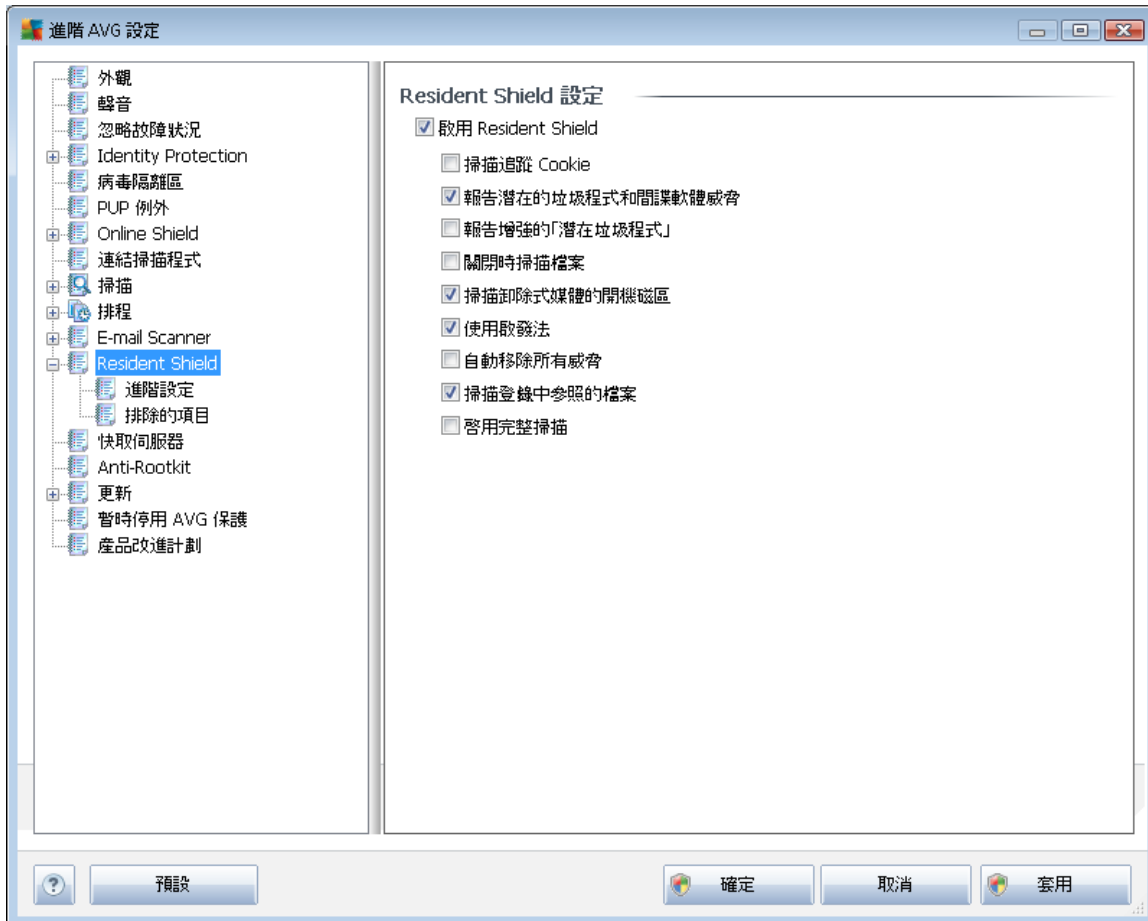 進階 AVG 設定
外觀
聲音
忽略故障狀況
Identity Protection
病毒隔離區
PUP 例外
Online Shield
連結掃描程式
掃描
排程
E-mail Scanner
Resident Shield
進階設定
排除的項目
快取伺服器
Anti-Rootkit
更新
暫時停用 AVG 保護
產品改進計劃
Resident Shield 設定
啟用 Resident Shield
掃描追蹤 Cookie
報告潛在的垃圾程式和間諜軟體威脅
報告增強的「潛在垃圾程式」
關閉時掃描檔案
掃描卸除式媒體的開機磁區
使用啟發法
自動移除所有威脅
掃描登錄中參照的檔案
啓用完整掃描
?
預設
確定
取消
套用